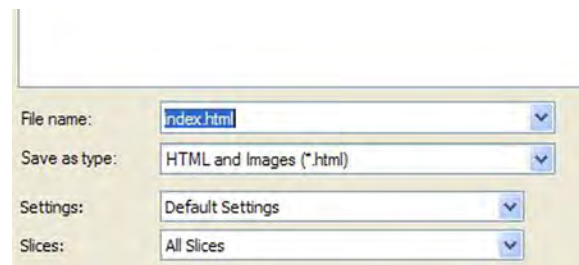 File name: index.html
Save as type: HTML and Images (*.html)
Settings: Default Settings
Slices: All Slices